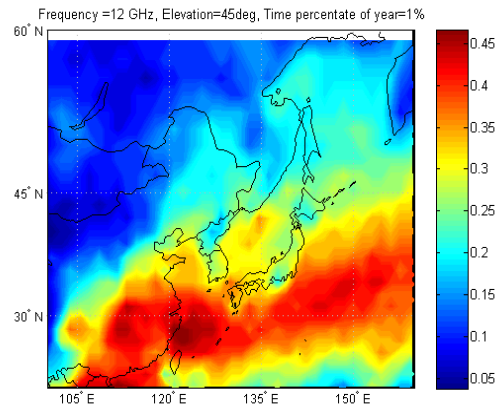 Frequency =12 GHz, Elevation=45deg, Time percentage of year=1%
60° N
45° N
30° N
105° E 120° E 135° E 150° E
0.45
0.4
0.35
0.3
0.25
0.2
0.15
0.1
0.05